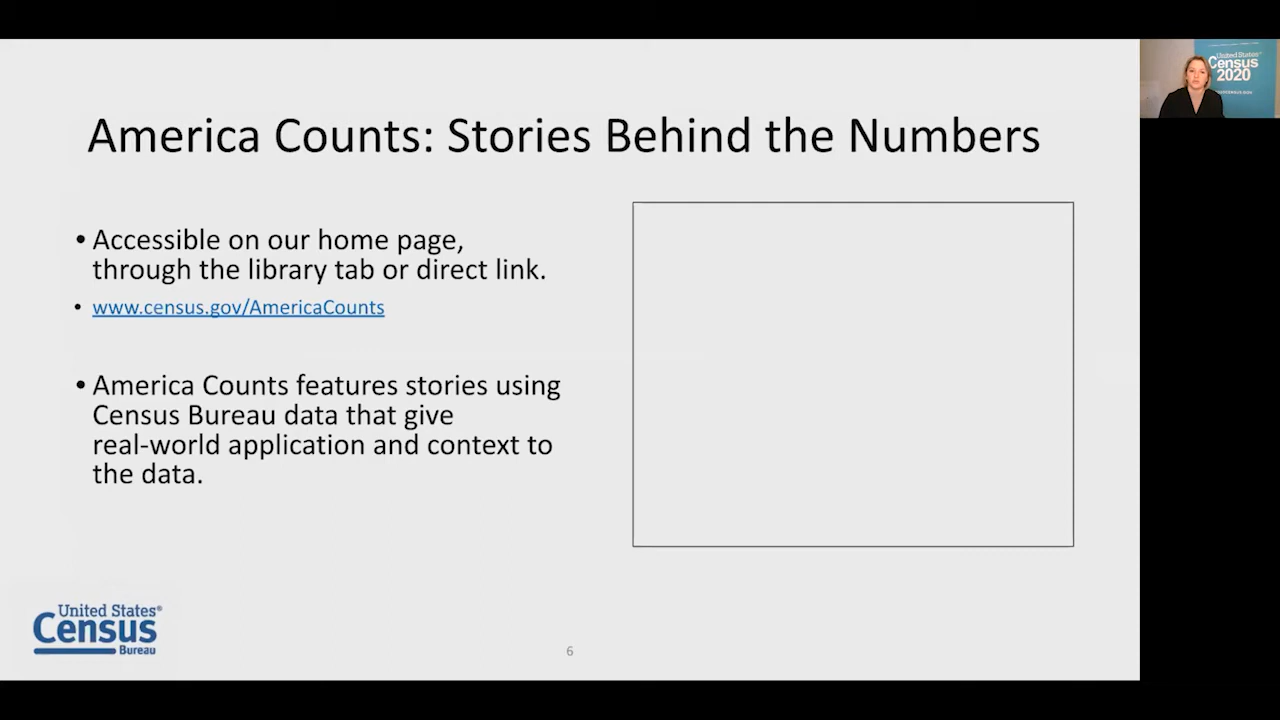 America Counts: Stories Behind the Numbers
• Accessible on our home page,
through the library tab or direct link.
• www.census.gov/AmericaCounts
• America Counts features stories using
Census Bureau data that give
real-world application and context to
the data.
United States®
Census
Bureau
6
United States®
Census
2020